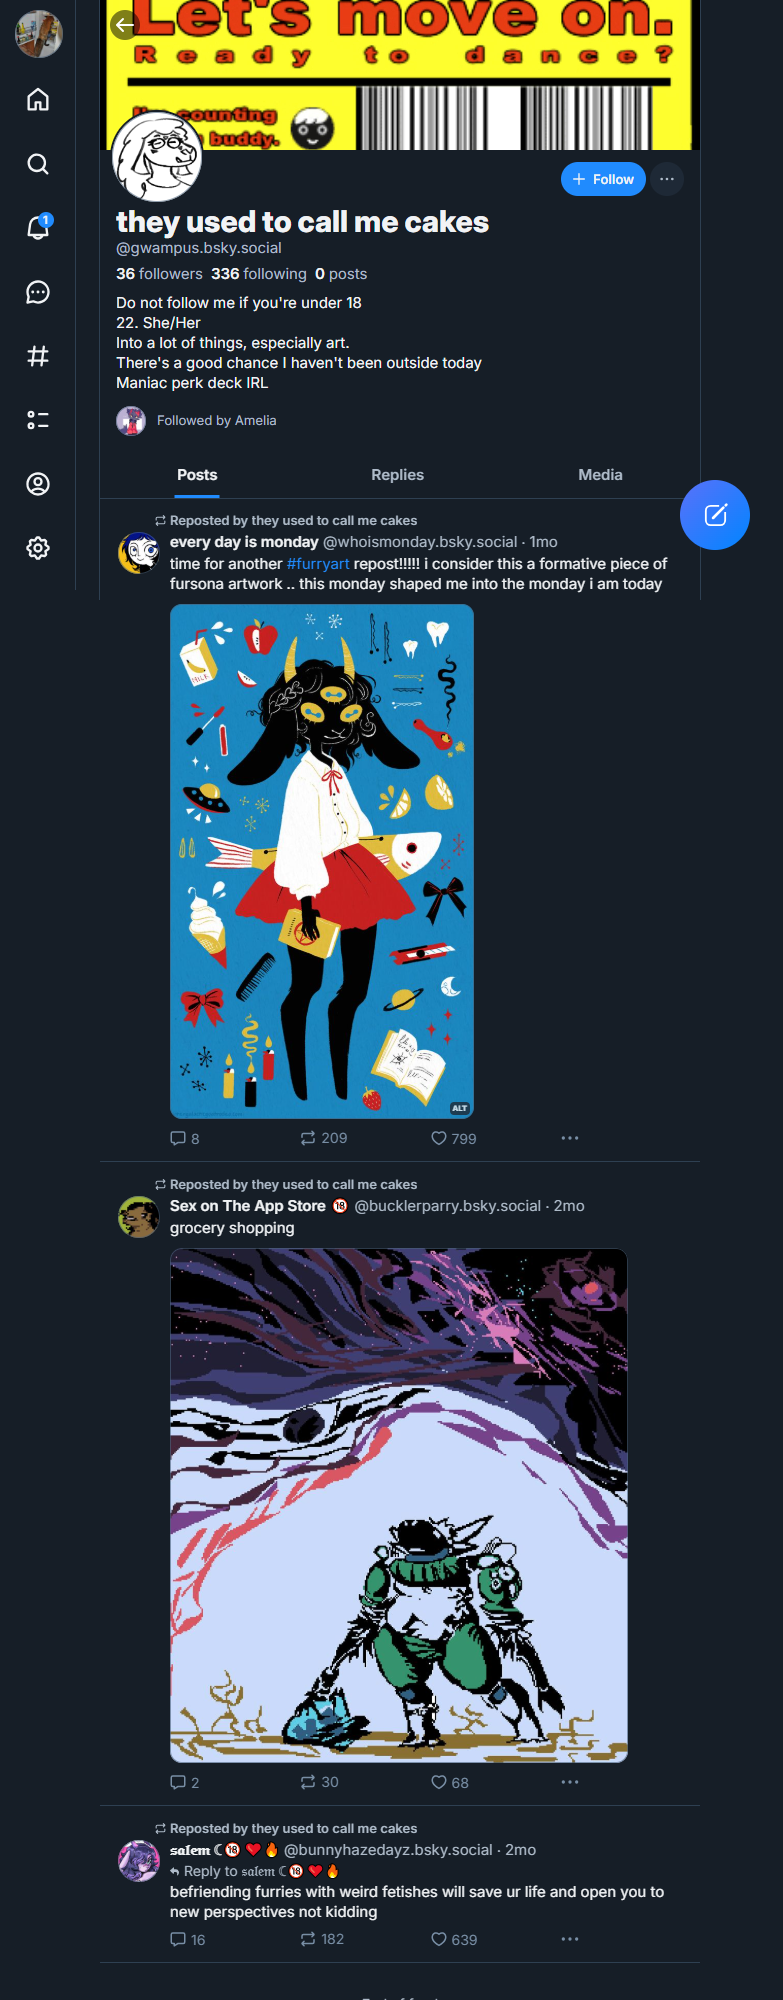 Let's move on.
Ready to dance?
I'm counting
buddy.
Follow
they used to call me cakes
@gwampus.bsky.social
36 followers 336 following 0 posts
Do not follow me if you're under 18
22. She/Her
Into a lot of things, especially art.
There's a good chance I haven't been outside today
Maniac perk deck IRL
Followed by Amelia
1
Posts Replies Media
Reposted by they used to call me cakes
every day is monday @whoismonday.bsky.social · 1mo
time for another #furryart repost!!!!! i consider this a formative piece of
fursona artwork .. this monday shaped me into the monday i am today
MILK
ALT
8 209 799
Reposted by they used to call me cakes
Sex on The App Store 🔞 @bucklerparry.bsky.social · 2mo
grocery shopping
2 30 68
Reposted by they used to call me cakes
𝖘𝖆𝖑𝖊𝖒 ☾🔞 ❤️🔥 @bunnyhazedayz.bsky.social · 2mo
Reply to 𝔰𝔞𝔩𝔢𝔪 ☾🔞 ❤️🔥
befriending furries with weird fetishes will save ur life and open you to
new perspectives not kidding
16 182 639